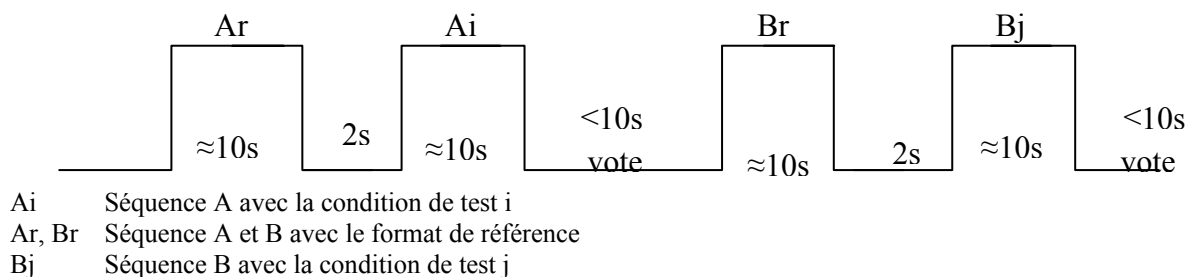 Ar Ai Br Bj
<10s <10s
≈10s 2s ≈10s vote ≈10s 2s ≈10s vote
Ai Séquence A avec la condition de test i
Ar, Br Séquence A et B avec le format de référence
Bj Séquence B avec la condition de test j